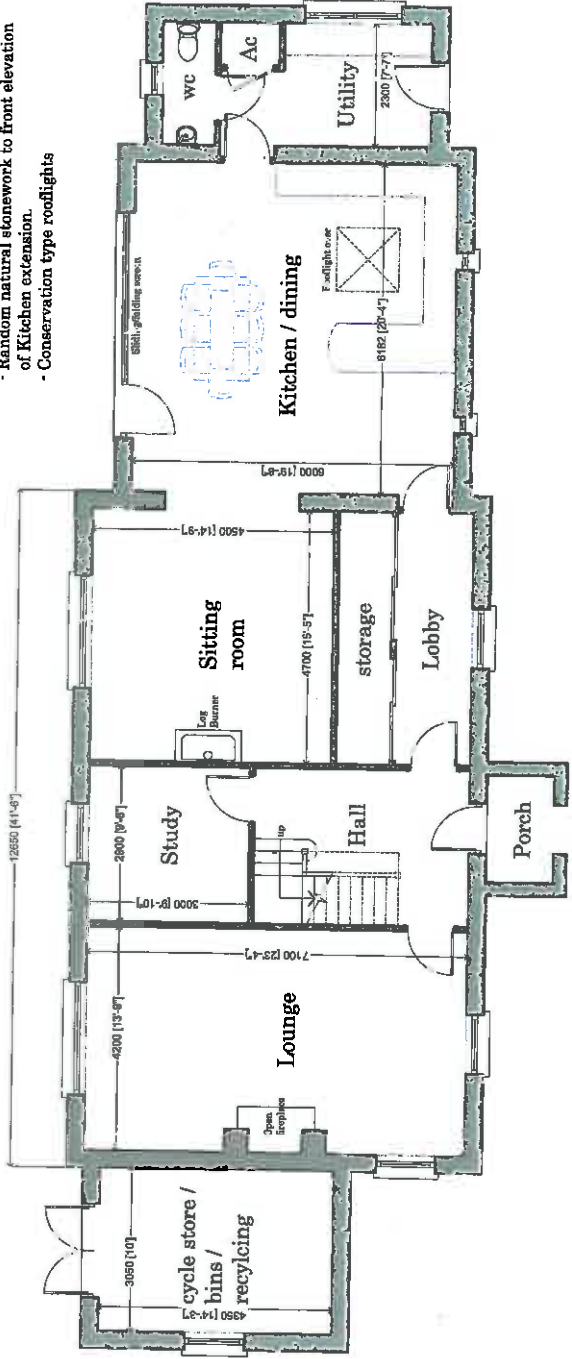 - Random natural stonework to front elevation
of Kitchen extension.
- Conservation type rooflights
12650 [41'-6"]
3050 [10']
cycle store /
bins /
recylcing
4350 [14'-3"]
4200 [13'-9"]
Open
fireplace
Lounge
7100 [23'-4"]
2900 [9'-6"]
Study
3000 [9'-10"]
up
Hall
Porch
Log
Burner
Sitting
room
4500 [14'-9"]
4700 [15'-5"]
storage
Lobby
6000 [19'-8"]
Kitchen / dining
6182 [20'-4"]
wc
Ac
Utility
2300 [7'-7"]